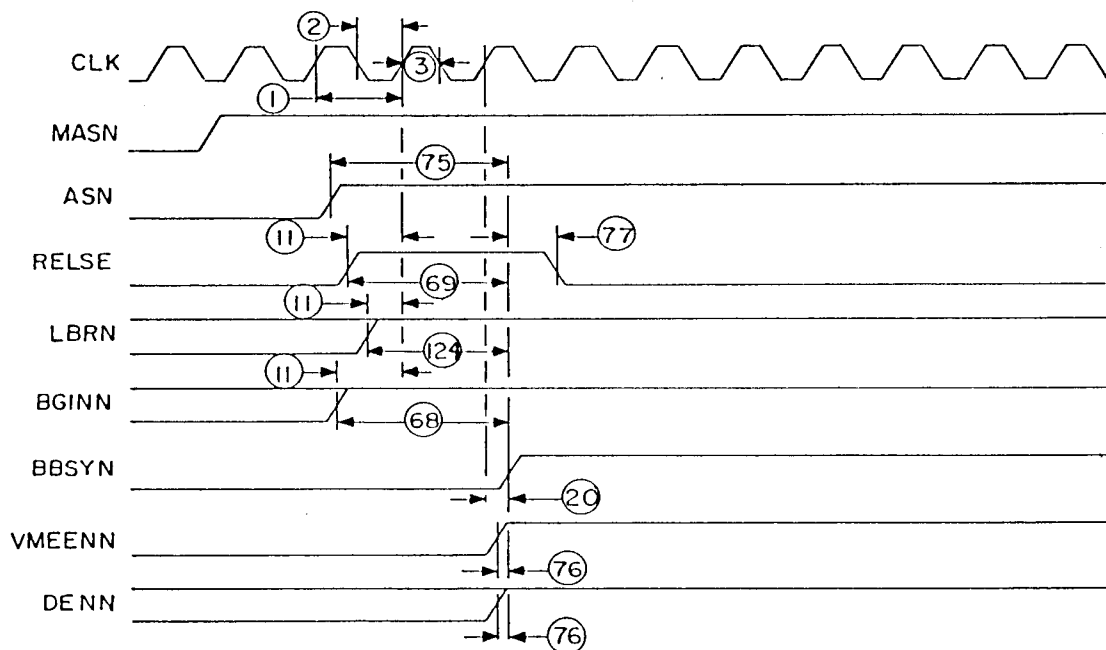 2
CLK
3
1
MASN
75
ASN
11
77
RELSE
69
11
LBRN
124
11
BGINN
68
BBSYN
20
VMEENN
76
DENN
76